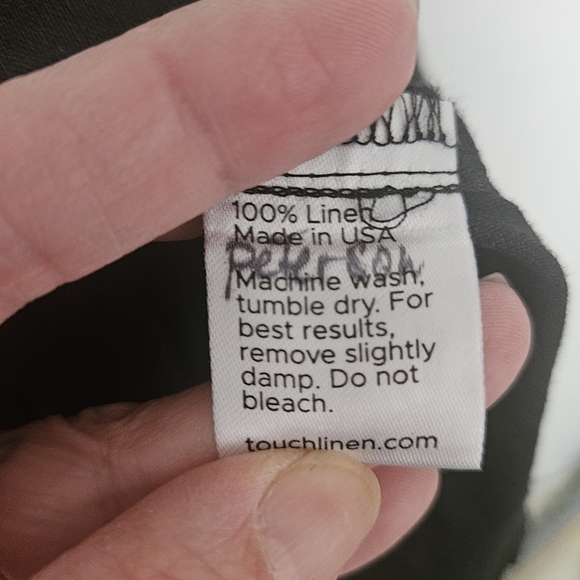 100% Linen
Made in USA
peterson
Machine wash,
tumble dry. For
best results,
remove slightly
damp. Do not
bleach.
touchlinen.com